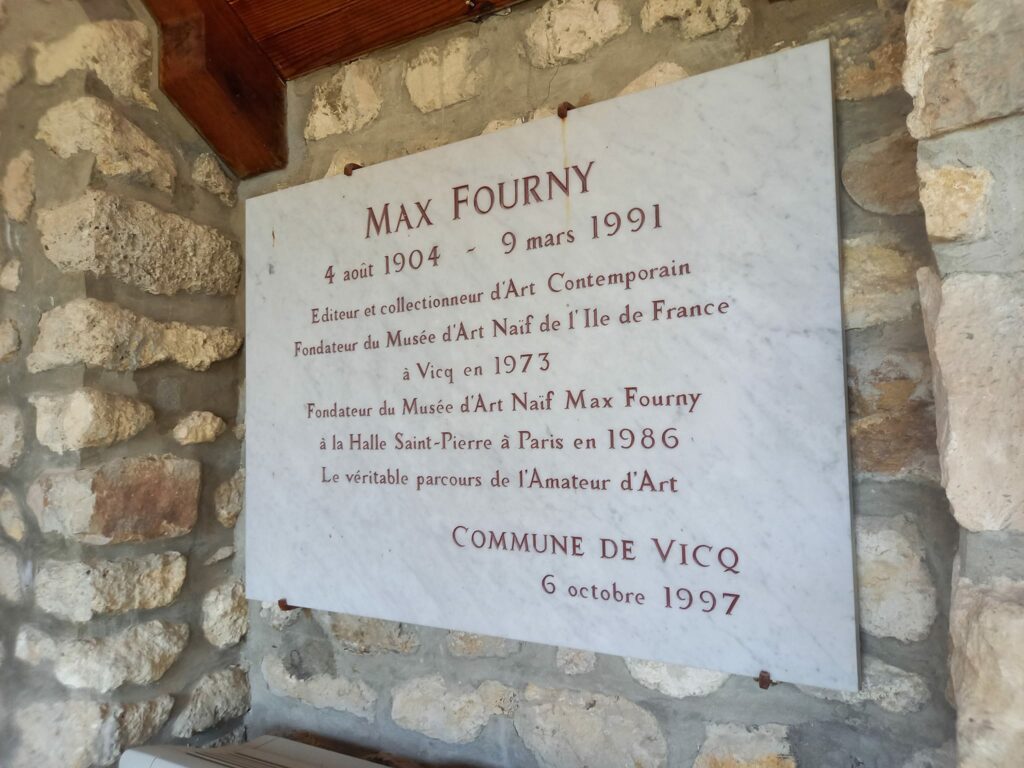 MAX FOURNY
4 août 1904 - 9 mars 1991
Editeur et collectionneur d'Art Contemporain
Fondateur du Musée d'Art Naïf de l'Ile de France
à Vicq en 1973
Fondateur du Musée d'Art Naïf Max Fourny
à la Halle Saint-Pierre à Paris en 1986
Le véritable parcours de l'Amateur d'Art
COMMUNE DE VICQ
6 octobre 1997